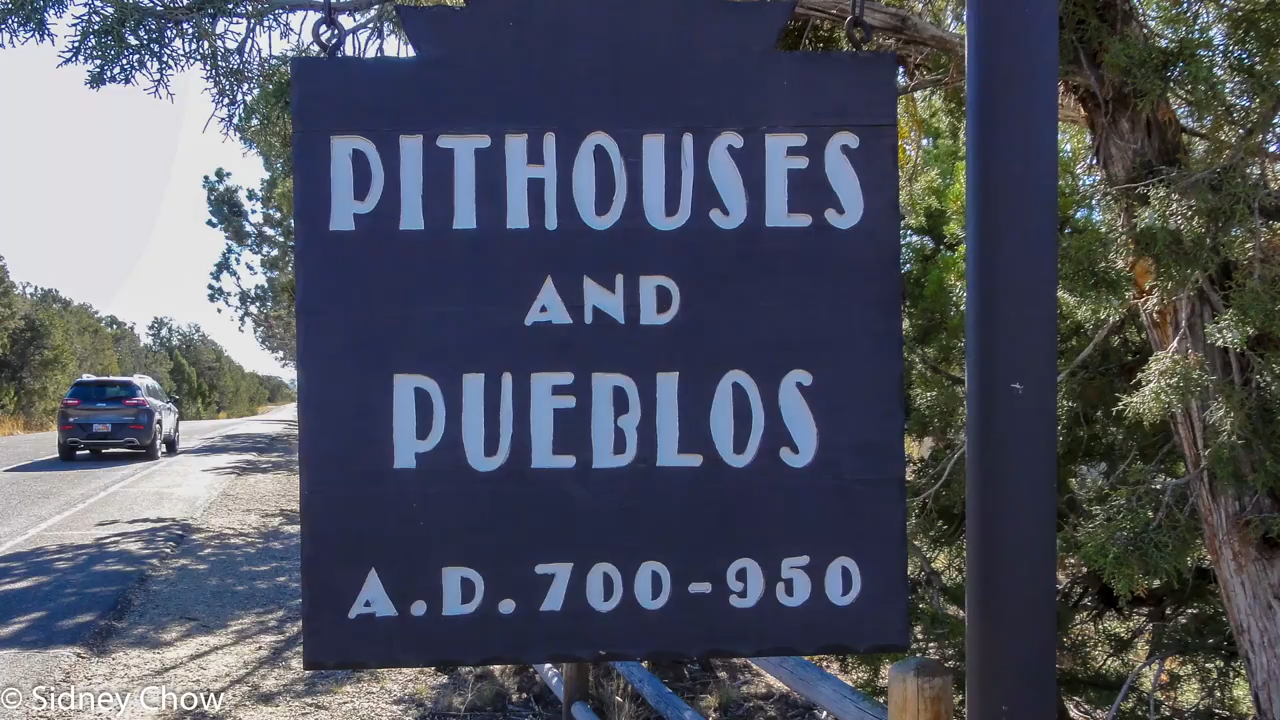 PITHOUSES
AND
PUEBLOS
A.D. 700-950
© Sidney Chow